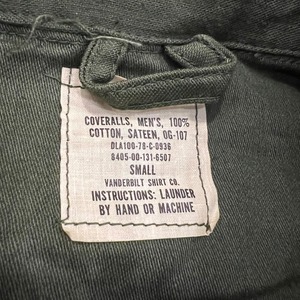 COVERALLS, MEN'S, 100%
COTTON, SATEEN, OG-107
DLA100-78-C-0936
8405-00-131-6507
SMALL
VANDERBILT SHIRT CO.
INSTRUCTIONS: LAUNDER
BY HAND OR MACHINE